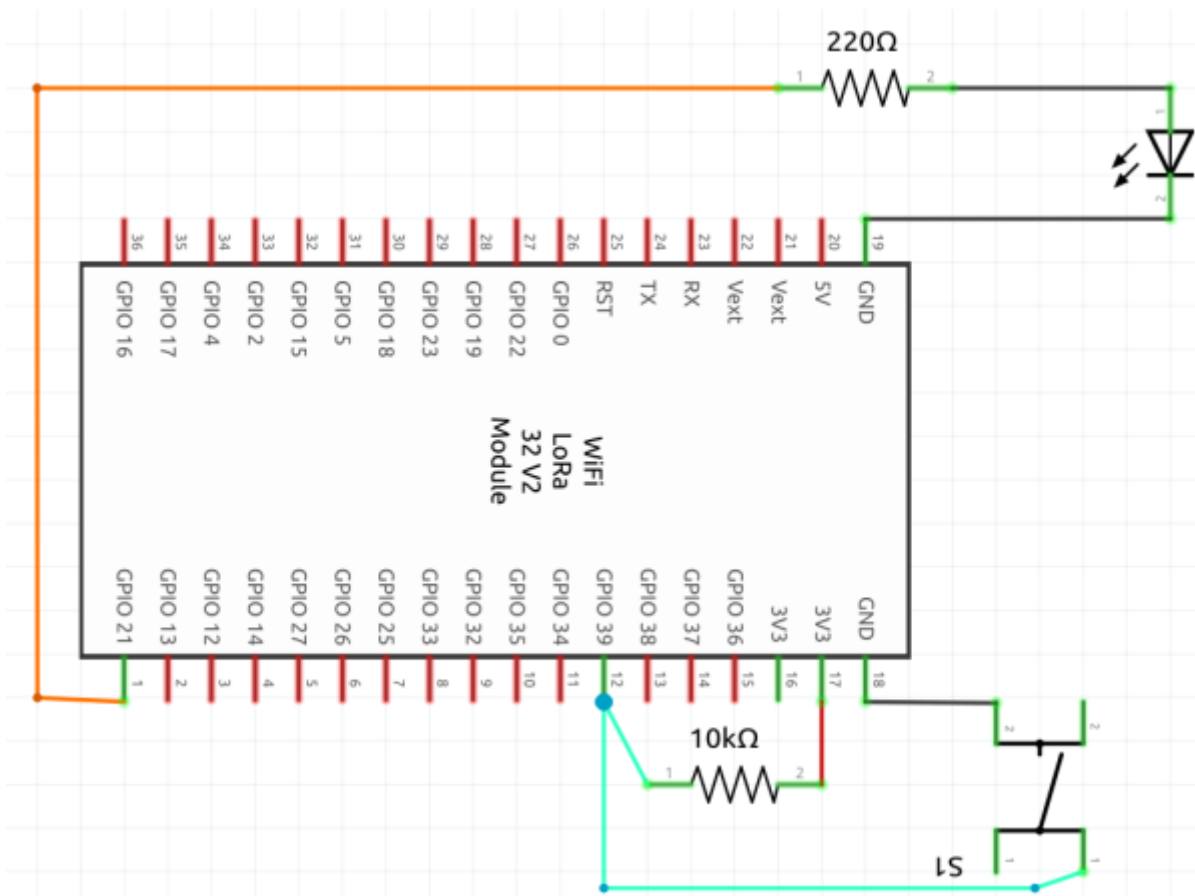 220Ω
1
2
1
2
36
35
34
33
32
31
30
29
28
27
26
25
24
23
22
21
20
19
GPIO 16
GPIO 17
GPIO 4
GPIO 2
GPIO 15
GPIO 5
GPIO 18
GPIO 23
GPIO 19
GPIO 22
GPIO 0
RST
TX
RX
Vext
Vext
5V
GND
WiFi
LoRa
32 V2
Module
GPIO 21
GPIO 13
GPIO 12
GPIO 14
GPIO 27
GPIO 26
GPIO 25
GPIO 33
GPIO 32
GPIO 35
GPIO 34
GPIO 39
GPIO 38
GPIO 37
GPIO 36
3V3
3V3
GND
1
2
3
4
5
6
7
8
9
10
11
12
13
14
15
16
17
18
10kΩ
1
2
2
2
S1
1
1